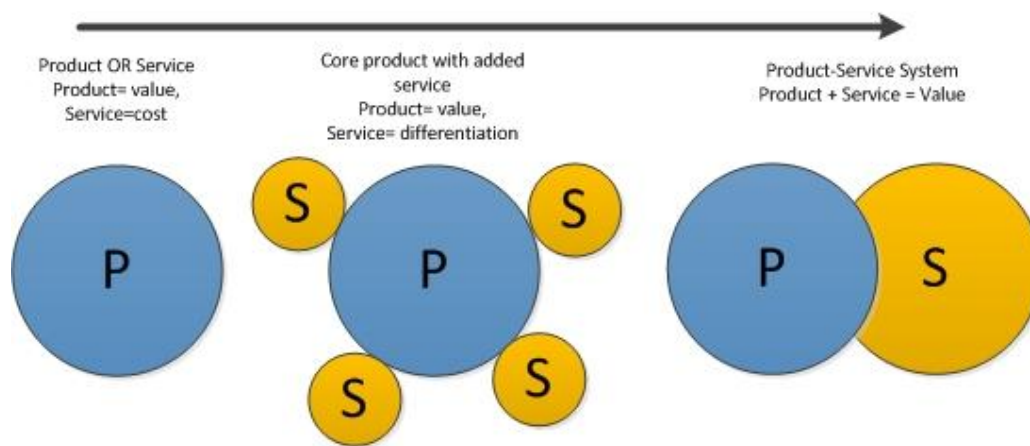 Product OR Service
Product= value,
Service=cost
Core product with added
service
Product= value,
Service= differentiation
Product-Service System
Product + Service = Value
P
S
S
P
S
S
P
S